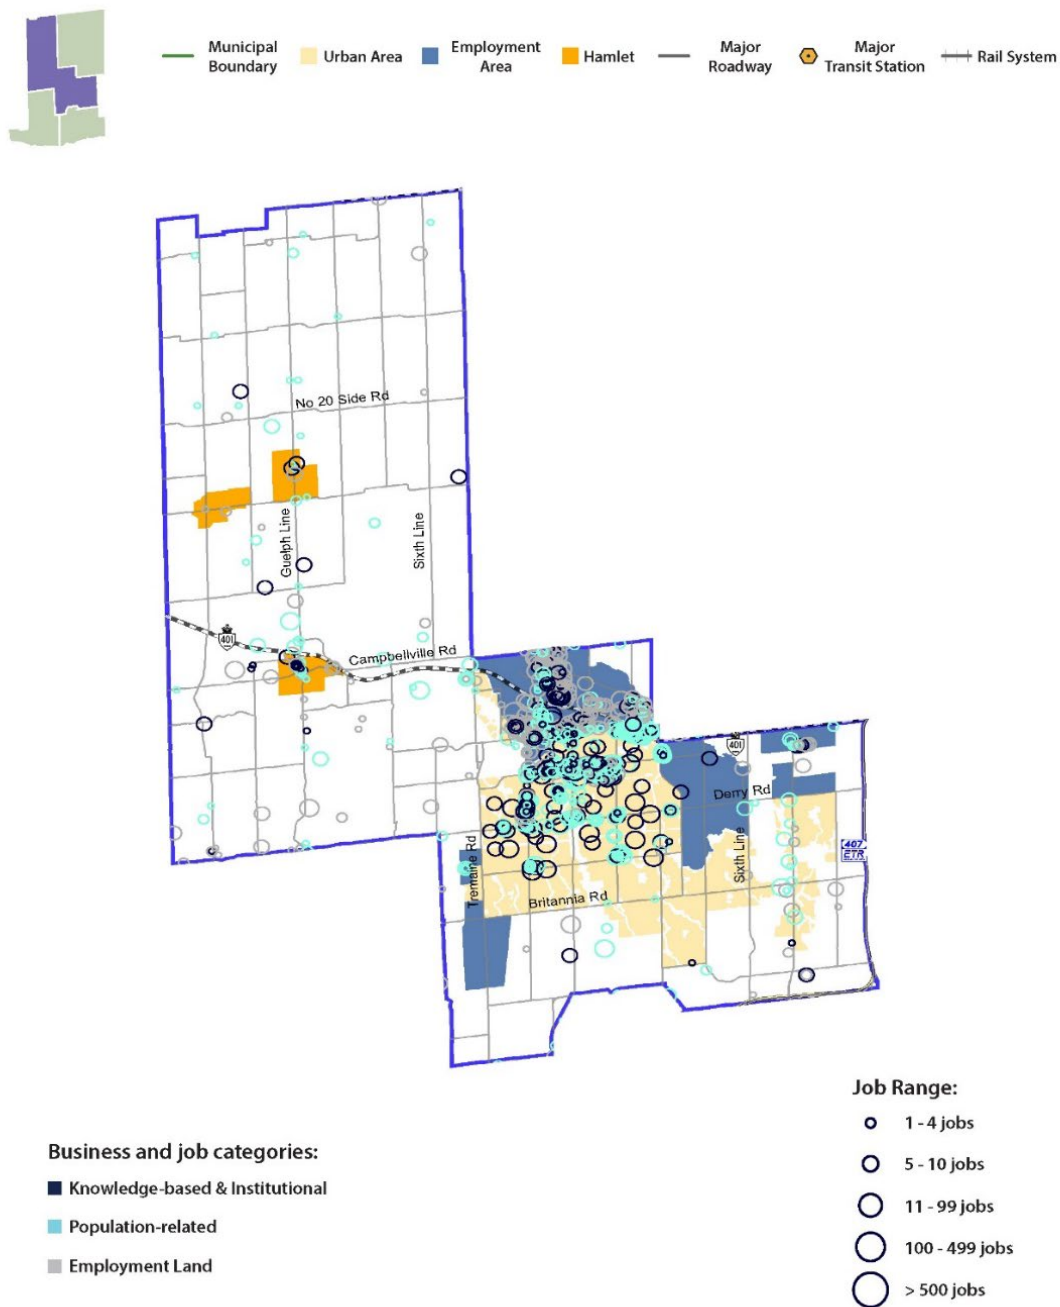 Municipal
Boundary
Urban Area
Employment
Area
Hamlet
Major
Roadway
Major
Transit Station
Rail System
No 20 Side Rd
Guelph Line
Sixth Line
401
Campbellville Rd
401
Derry Rd
Sixth Line
407
ETR
Tremaine Rd
Britannia Rd
Job Range:
1 - 4 jobs
5 - 10 jobs
11 - 99 jobs
100 - 499 jobs
> 500 jobs
Business and job categories:
Knowledge-based & Institutional
Population-related
Employment Land